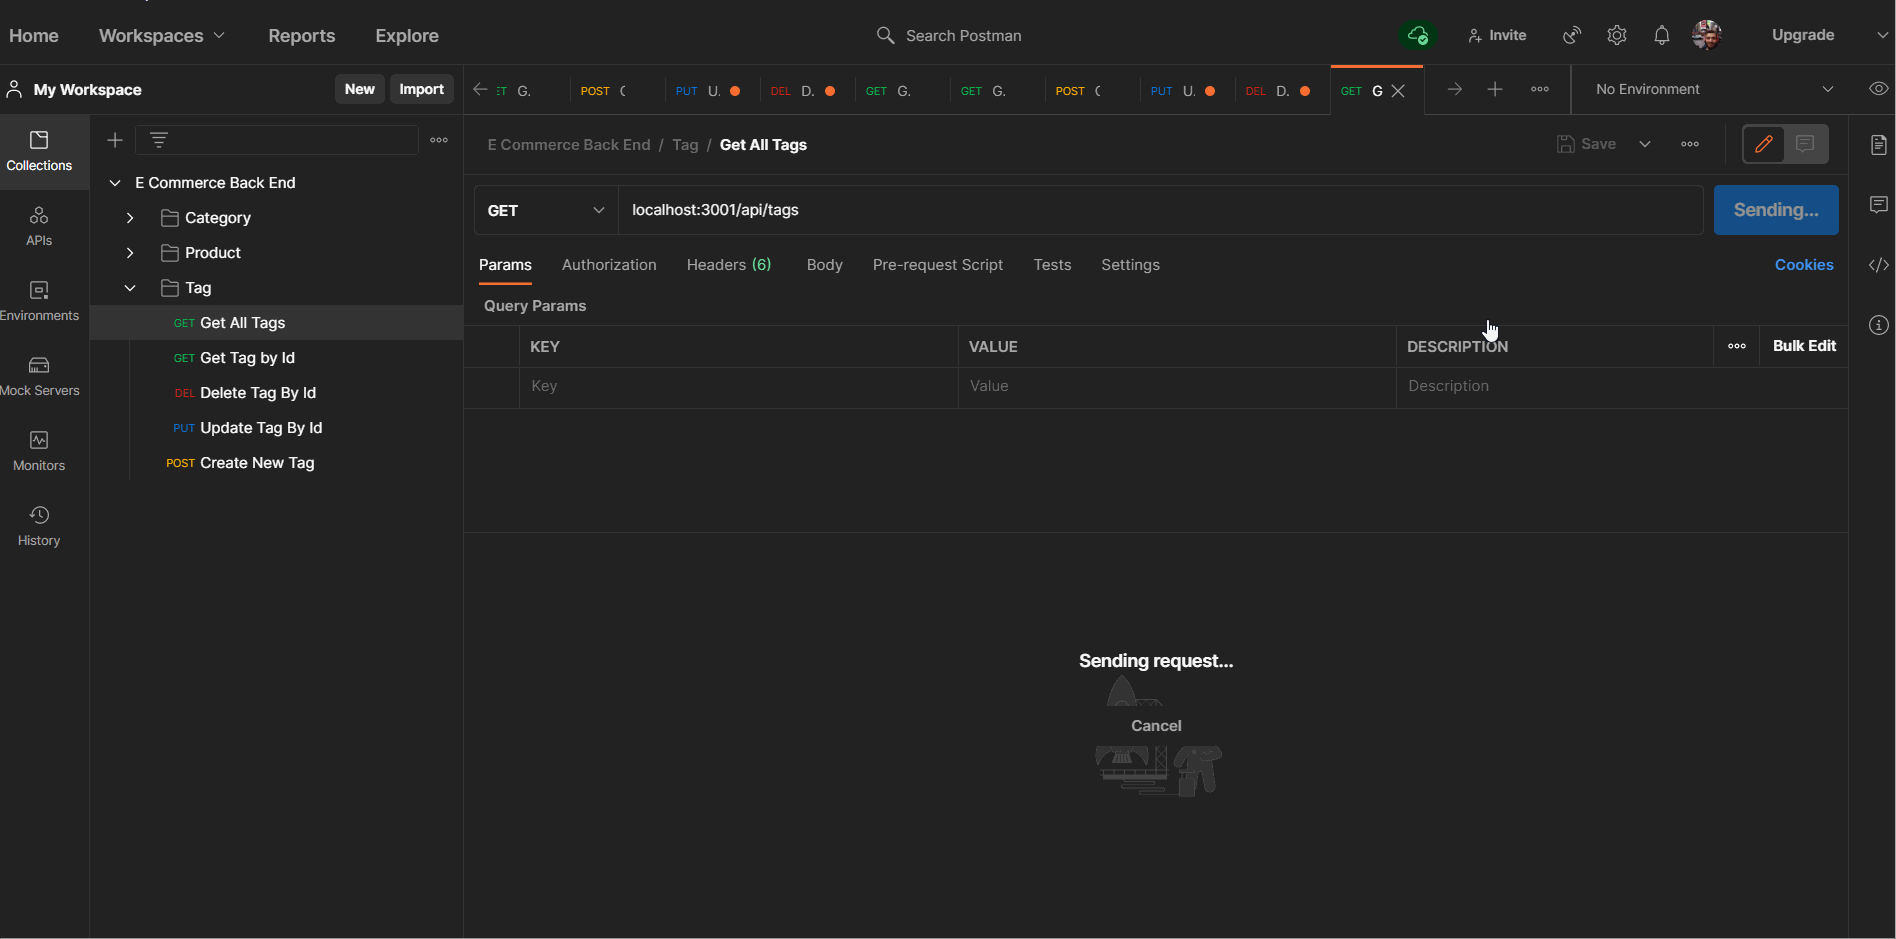 Home Workspaces Reports Explore Search Postman Invite Upgrade
My Workspace New Import
ET G. POST PUT U. DEL D. GET G. GET G. POST PUT U. DEL D. GET G No Environment
E Commerce Back End / Tag / Get All Tags Save
Collections
APIs
Environments
Mock Servers
Monitors
History
E Commerce Back End
Category
Product
Tag
GET Get All Tags
GET Get Tag by Id
DEL Delete Tag By Id
PUT Update Tag By Id
POST Create New Tag
GET localhost:3001/api/tags Sending...
Params Authorization Headers (6) Body Pre-request Script Tests Settings Cookies
Query Params
KEY VALUE DESCRIPTION Bulk Edit
Key Value Description
Sending request...
Cancel